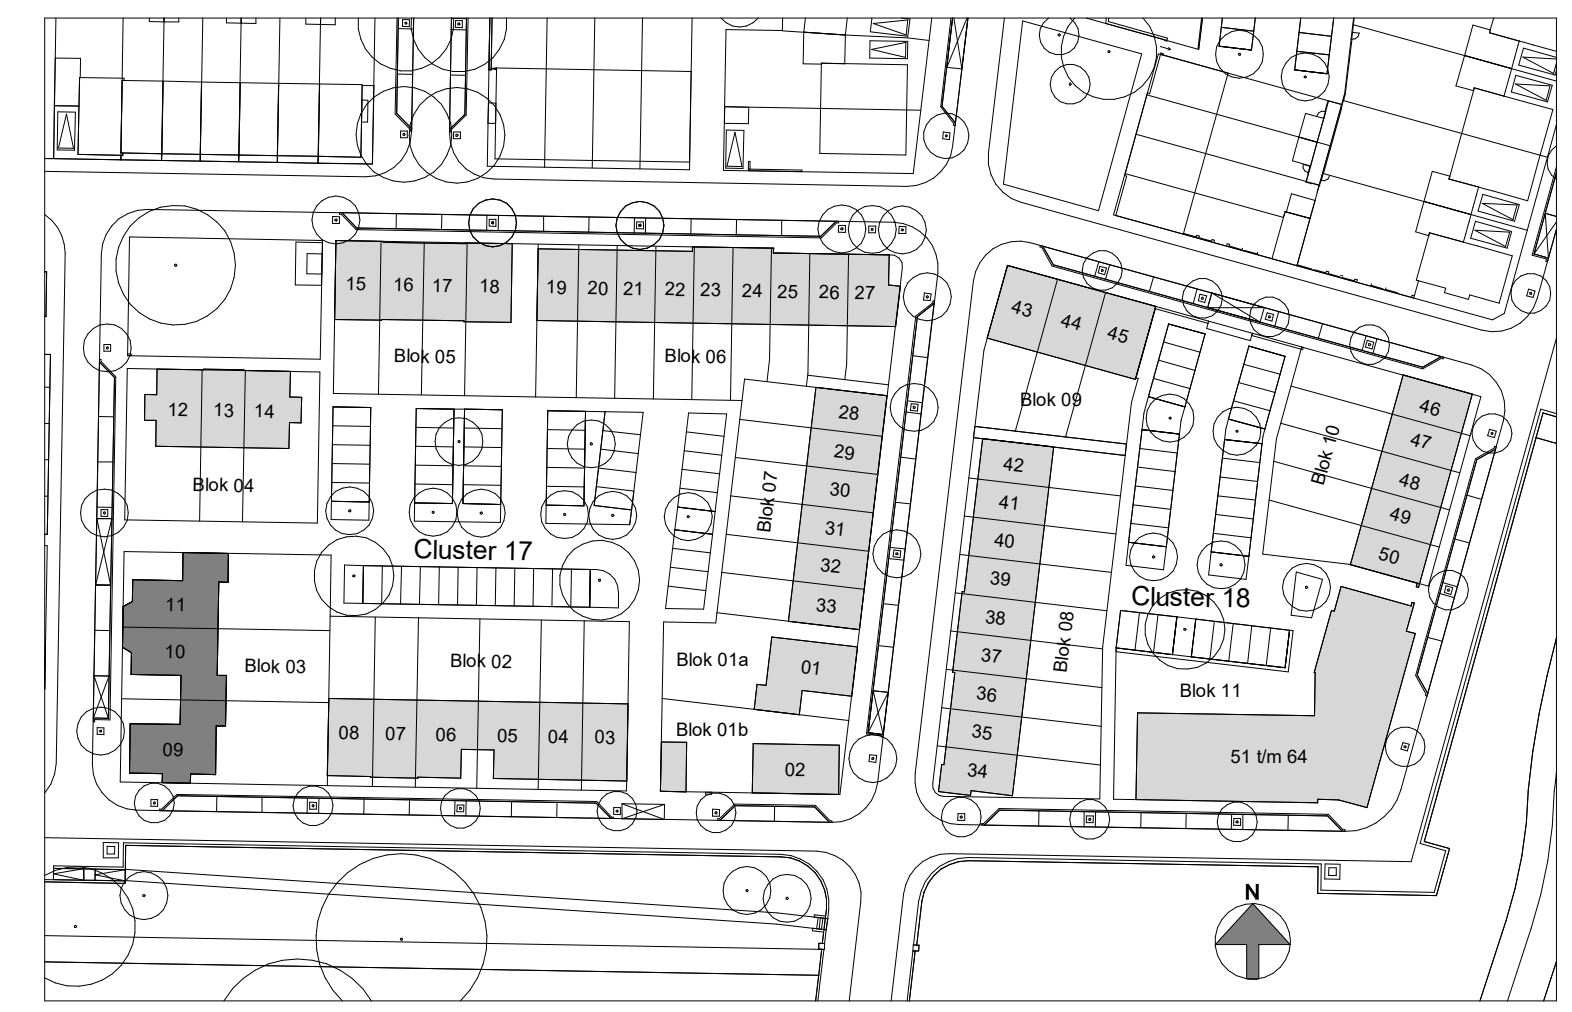 15 16 17 18
19 20 21 22 23 24 25 26 27
Blok 05
Blok 06
12 13 14
Blok 04
28
29
30
31
32
33
Blok 07
Cluster 17
11
10
09
Blok 03
Blok 02
08 07 06 05 04 03
Blok 01a
01
Blok 01b
02
43 44 45
Blok 09
42
41
40
39
38
37
36
35
34
Blok 08
46
47
48
49
50
Blok 10
Cluster 18
Blok 11
51 t/m 64
N